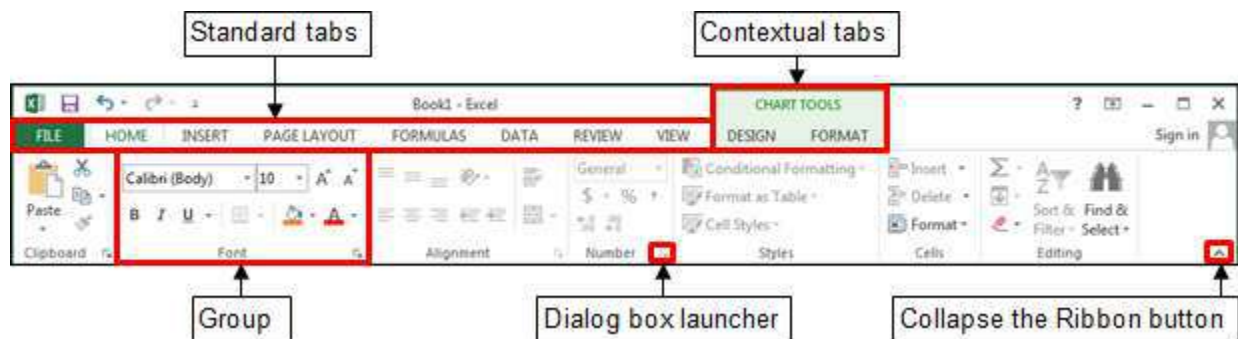 Standard tabs Contextual tabs
Book1 - Excel CHART TOOLS ?
FILE HOME INSERT PAGE LAYOUT FORMULAS DATA REVIEW VIEW DESIGN FORMAT Sign in
Calibri (Body) 10 A A General Conditional Formatting Insert Σ A Z
Paste B I U A $ % , Format as Table Delete Sort & Find &
Cell Styles Format Filter Select
Clipboard Font Alignment Number Styles Cells Editing
Group Dialog box launcher Collapse the Ribbon button